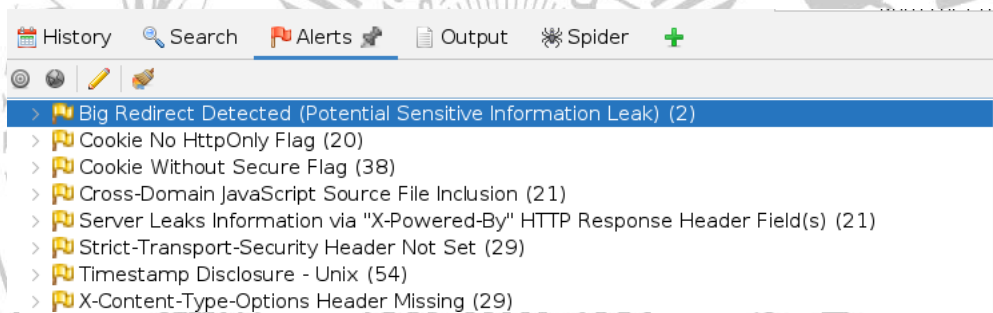 History Search Alerts Output Spider
Big Redirect Detected (Potential Sensitive Information Leak) (2)
Cookie No HttpOnly Flag (20)
Cookie Without Secure Flag (38)
Cross-Domain JavaScript Source File Inclusion (21)
Server Leaks Information via "X-Powered-By" HTTP Response Header Field(s) (21)
Strict-Transport-Security Header Not Set (29)
Timestamp Disclosure - Unix (54)
X-Content-Type-Options Header Missing (29)